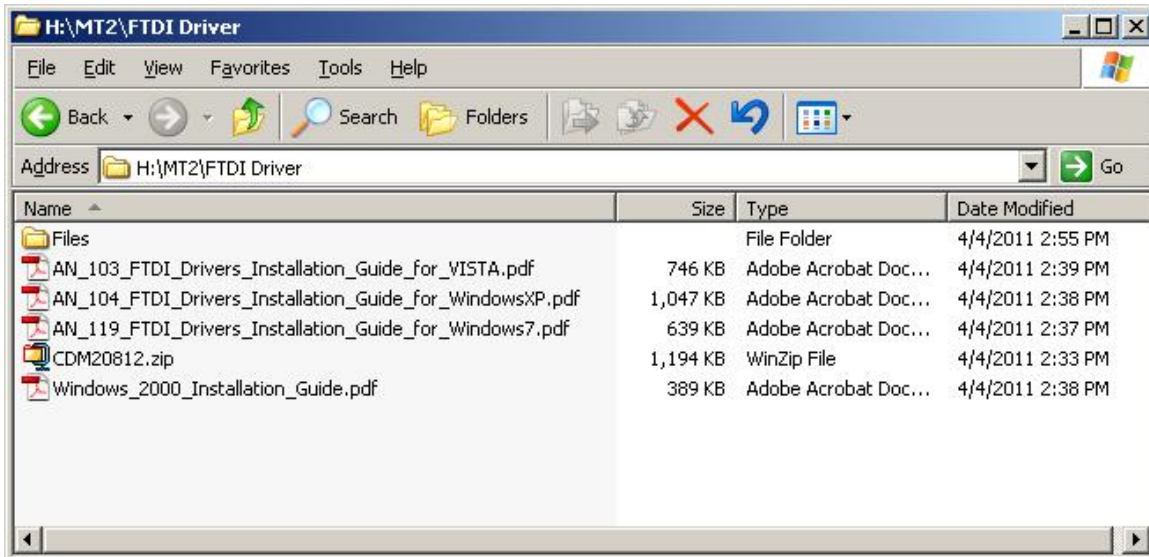 H:\MT2\FTDI Driver
File Edit View Favorites Tools Help
Back Search Folders
Address H:\MT2\FTDI Driver Go
Name Size Type Date Modified
Files File Folder 4/4/2011 2:55 PM
AN_103_FTDI_Drivers_Installation_Guide_for_VISTA.pdf 746 KB Adobe Acrobat Doc... 4/4/2011 2:39 PM
AN_104_FTDI_Drivers_Installation_Guide_for_WindowsXP.pdf 1,047 KB Adobe Acrobat Doc... 4/4/2011 2:38 PM
AN_119_FTDI_Drivers_Installation_Guide_for_Windows7.pdf 639 KB Adobe Acrobat Doc... 4/4/2011 2:37 PM
CDM20812.zip 1,194 KB WinZip File 4/4/2011 2:33 PM
Windows_2000_Installation_Guide.pdf 389 KB Adobe Acrobat Doc... 4/4/2011 2:38 PM